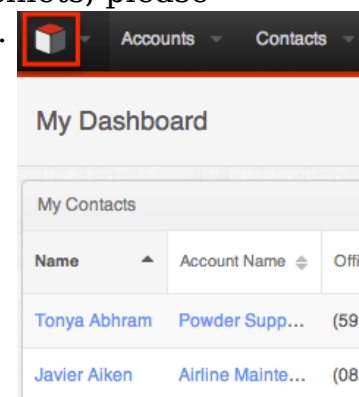 please
Accounts Contacts
My Dashboard
My Contacts
Name Account Name
Tonya Abhram Powder Supp... (59
Javier Aiken Airline Mainte... (08